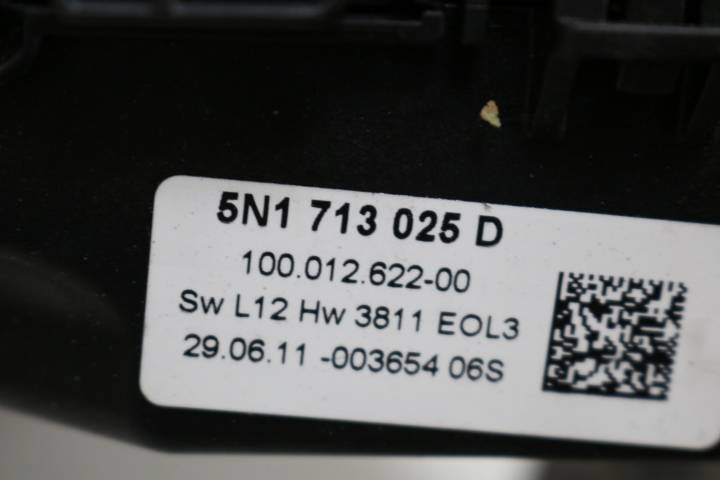 5N1 713 025 D
100.012.622-00
Sw L12 Hw 3811 EOL3
29.06.11 -003654 06S